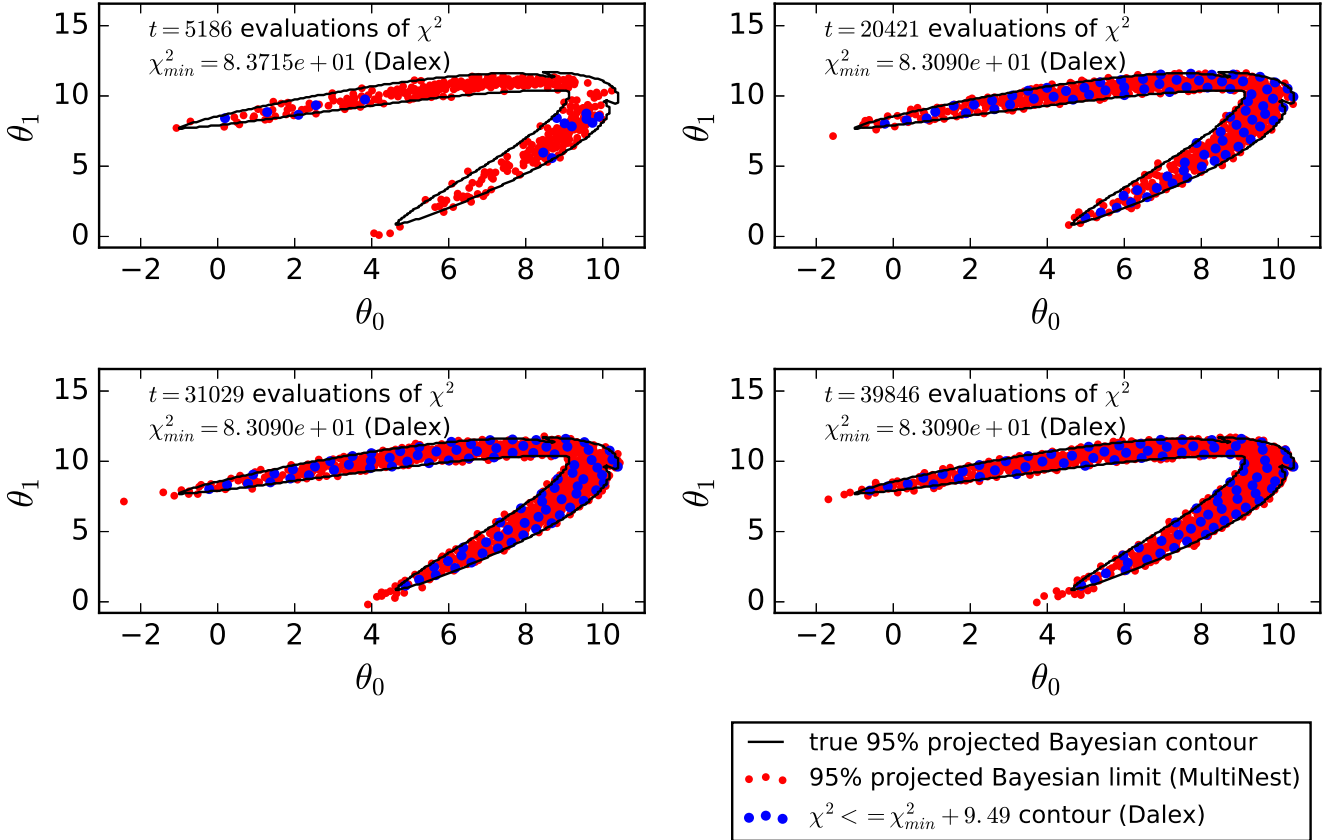 t = 5186 evaluations of χ²
χ²min = 8.3715e + 01 (Dalex)
15
10
5
0
θ₁
−2 0 2 4 6 8 10
θ₀
t = 20421 evaluations of χ²
χ²min = 8.3090e + 01 (Dalex)
15
10
5
0
θ₁
−2 0 2 4 6 8 10
θ₀
t = 31029 evaluations of χ²
χ²min = 8.3090e + 01 (Dalex)
15
10
5
0
θ₁
−2 0 2 4 6 8 10
θ₀
t = 39846 evaluations of χ²
χ²min = 8.3090e + 01 (Dalex)
15
10
5
0
θ₁
−2 0 2 4 6 8 10
θ₀
true 95% projected Bayesian contour
95% projected Bayesian limit (MultiNest)
χ² <= χ²min + 9.49 contour (Dalex)